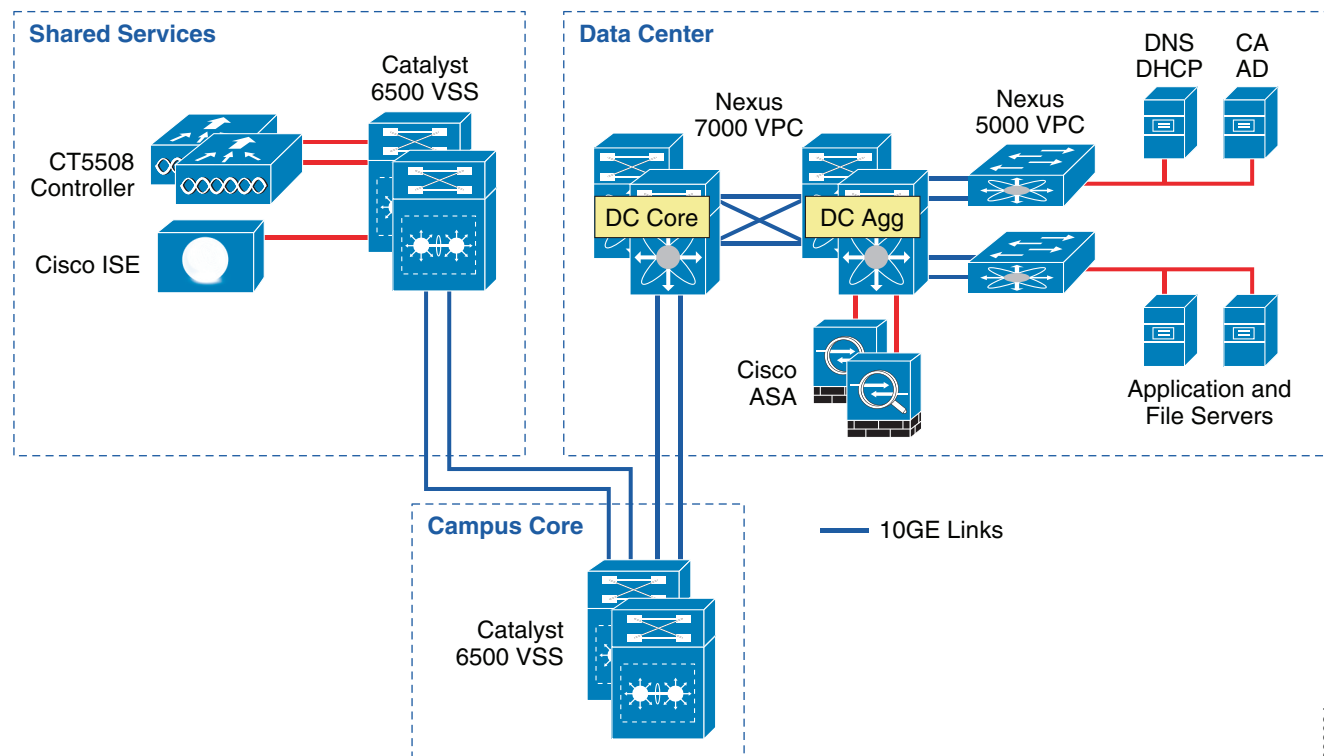 Shared Services
Catalyst
6500 VSS
CT5508
Controller
Cisco ISE
Data Center
DNS
DHCP
CA
AD
Nexus
7000 VPC
Nexus
5000 VPC
DC Core
DC Agg
Cisco
ASA
Application and
File Servers
Campus Core
10GE Links
Catalyst
6500 VSS